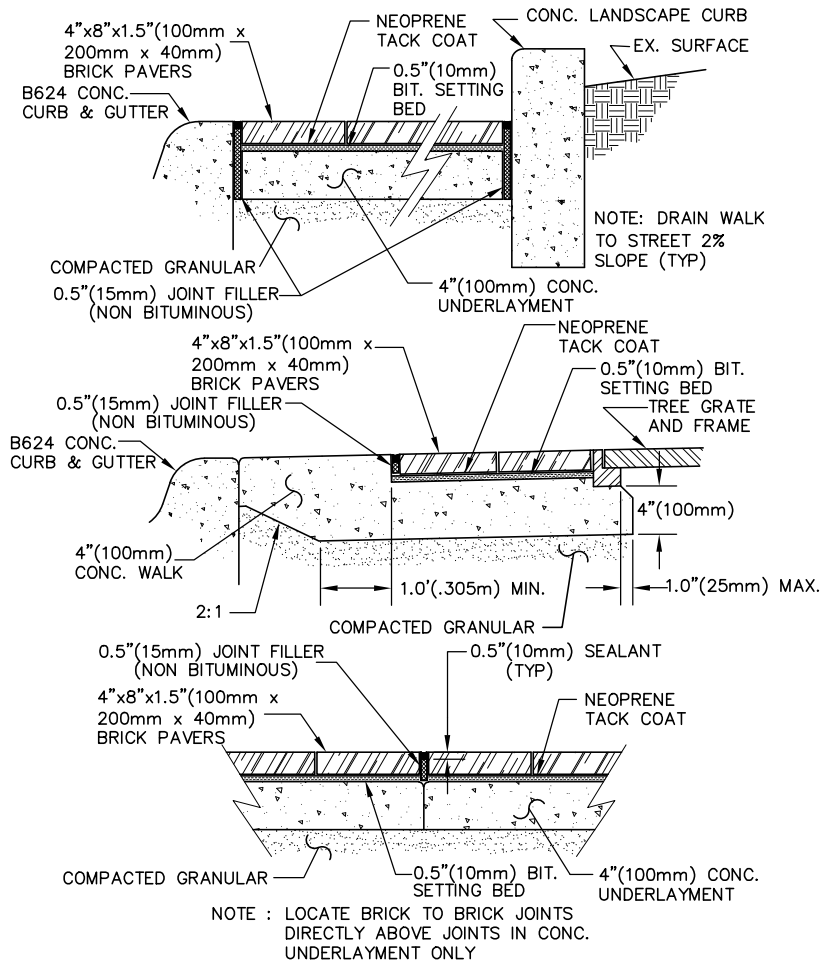 4"x8"x1.5"(100mm x
200mm x 40mm)
BRICK PAVERS
NEOPRENE
TACK COAT
CONC. LANDSCAPE CURB
EX. SURFACE
B624 CONC.
CURB & GUTTER
0.5"(10mm)
BIT. SETTING
BED
NOTE: DRAIN WALK
TO STREET 2%
SLOPE (TYP)
COMPACTED GRANULAR
0.5"(15mm) JOINT FILLER
(NON BITUMINOUS)
4"(100mm) CONC.
UNDERLAYMENT
4"x8"x1.5"(100mm x
200mm x 40mm)
BRICK PAVERS
NEOPRENE
TACK COAT
0.5"(10mm) BIT.
SETTING BED
0.5"(15mm) JOINT FILLER
(NON BITUMINOUS)
TREE GRATE
AND FRAME
B624 CONC.
CURB & GUTTER
4"(100mm)
4"(100mm)
CONC. WALK
1.0'(.305m) MIN.
1.0"(25mm) MAX.
2:1
COMPACTED GRANULAR
0.5"(15mm) JOINT FILLER
(NON BITUMINOUS)
0.5"(10mm) SEALANT
(TYP)
4"x8"x1.5"(100mm x
200mm x 40mm)
BRICK PAVERS
NEOPRENE
TACK COAT
COMPACTED GRANULAR
0.5"(10mm) BIT.
SETTING BED
4"(100mm) CONC.
UNDERLAYMENT
NOTE : LOCATE BRICK TO BRICK JOINTS
DIRECTLY ABOVE JOINTS IN CONC.
UNDERLAYMENT ONLY